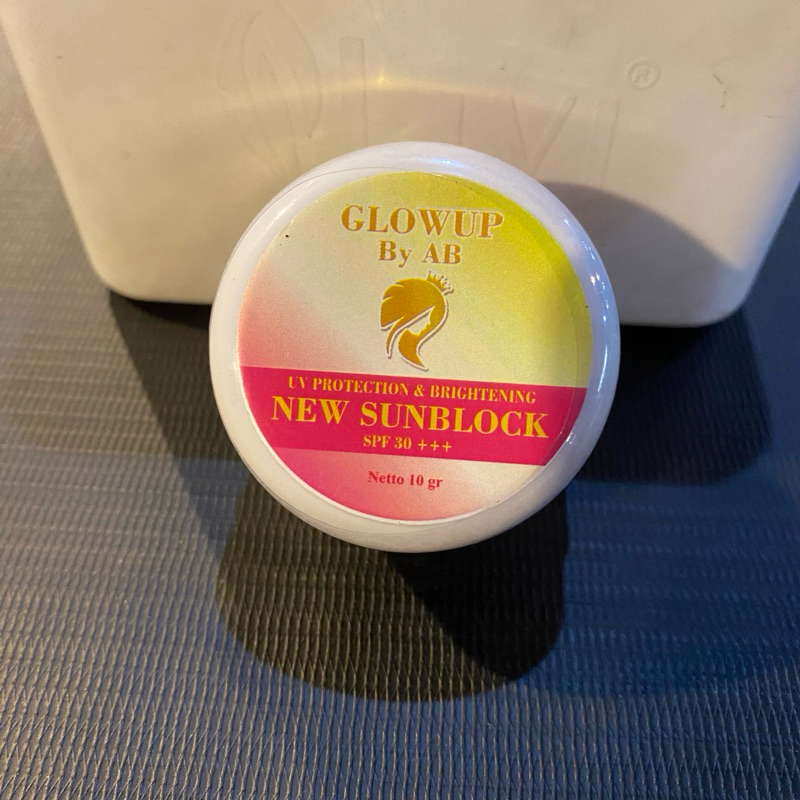 GLOWUP
By AB
UV PROTECTION & BRIGHTENING
NEW SUNBLOCK
SPF 30 +++
Netto 10 gr